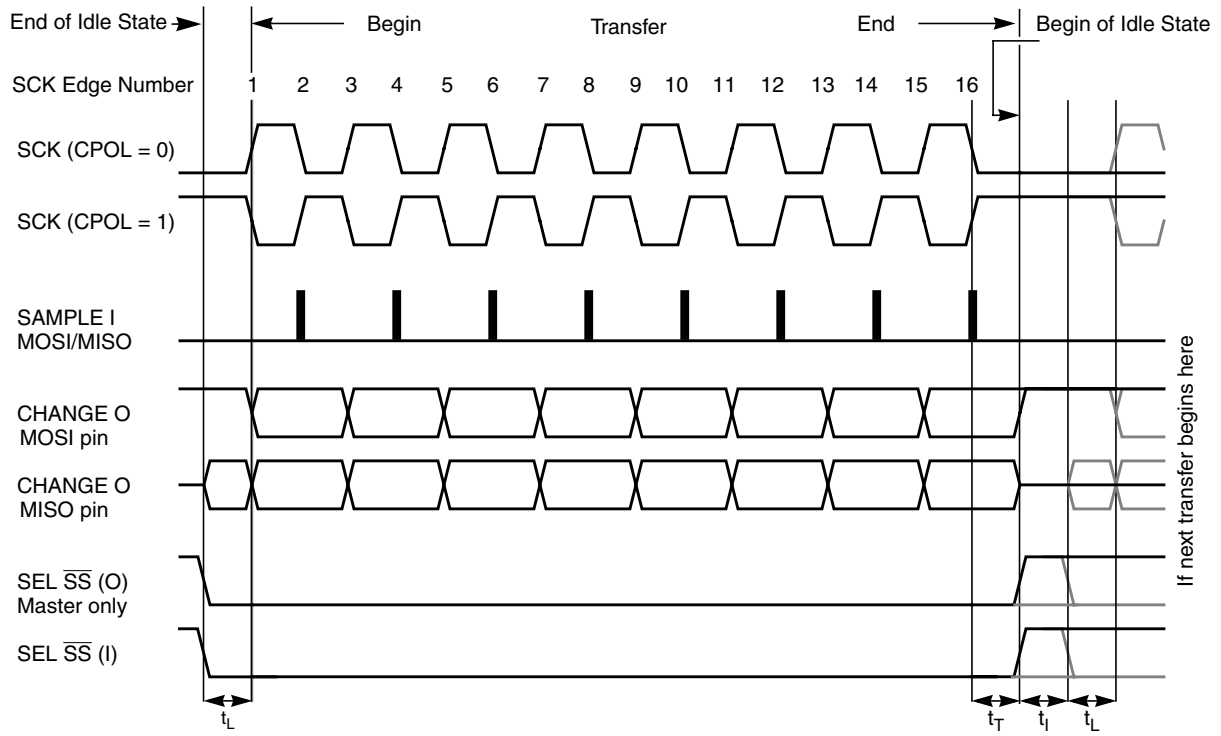 End of Idle State Begin Transfer End Begin of Idle State
SCK Edge Number 1 2 3 4 5 6 7 8 9 10 11 12 13 14 15 16
SCK (CPOL = 0)
SCK (CPOL = 1)
SAMPLE I
MOSI/MISO
CHANGE O
MOSI pin
CHANGE O
MISO pin
SEL S̅S̅ (O)
Master only
SEL S̅S̅ (I)
tL tT tI tL
If next transfer begins here